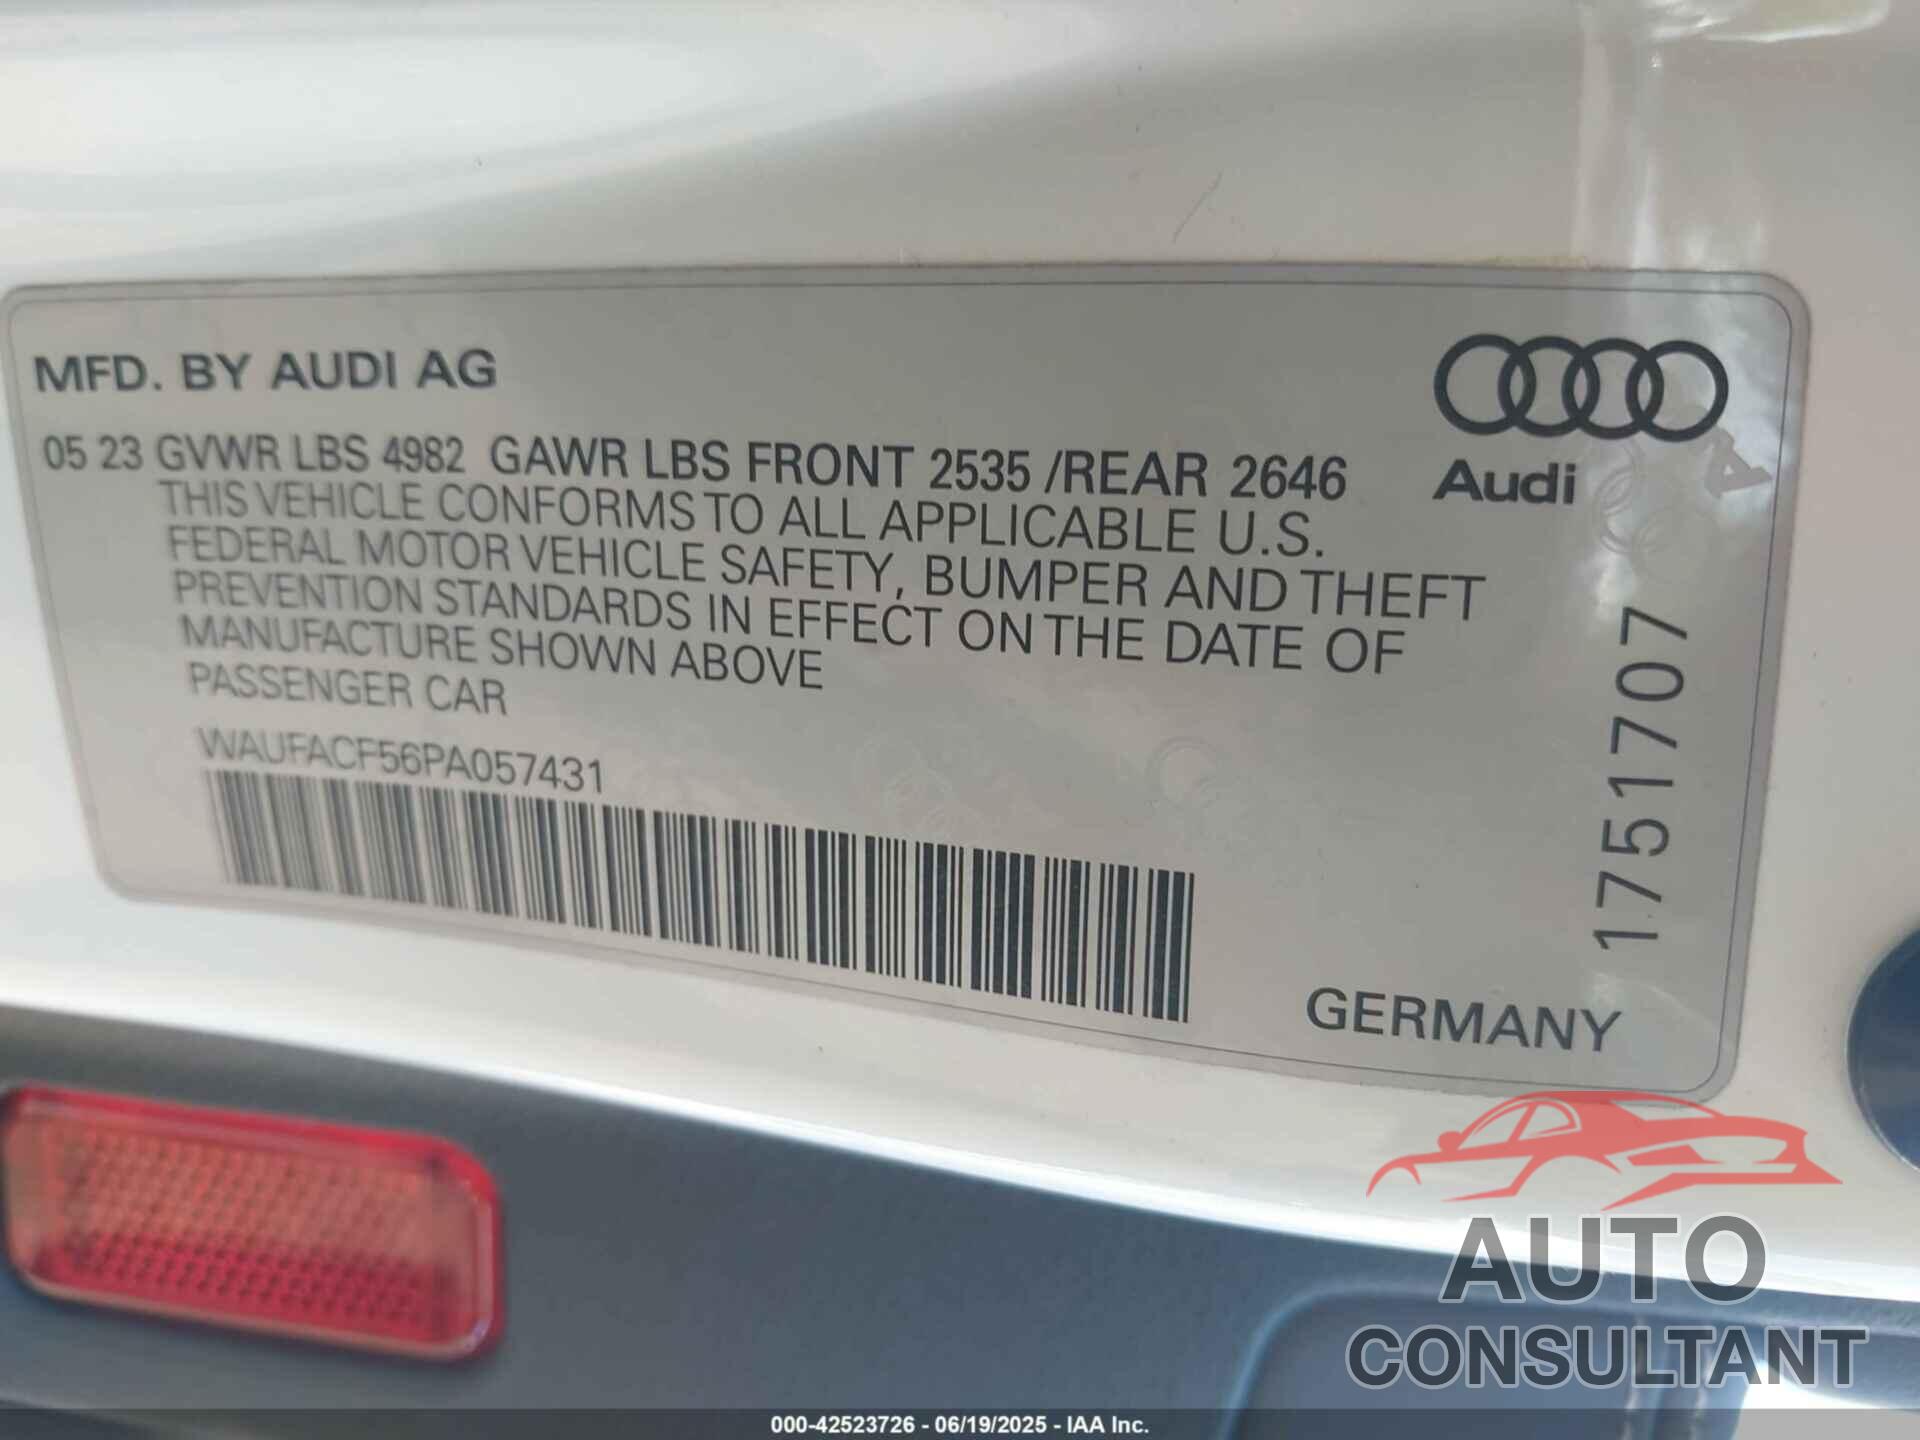 MFD. BY AUDI AG
05 23 GVWR LBS 4982 GAWR LBS FRONT 2535 /REAR 2646
THIS VEHICLE CONFORMS TO ALL APPLICABLE U.S.
FEDERAL MOTOR VEHICLE SAFETY, BUMPER AND THEFT
PREVENTION STANDARDS IN EFFECT ON THE DATE OF
MANUFACTURE SHOWN ABOVE
PASSENGER CAR
WAUFACF56PA057431
Audi
1751707
GERMANY
AUTO
CONSULTANT
000-42523726 - 06/19/2025 - IAA Inc.